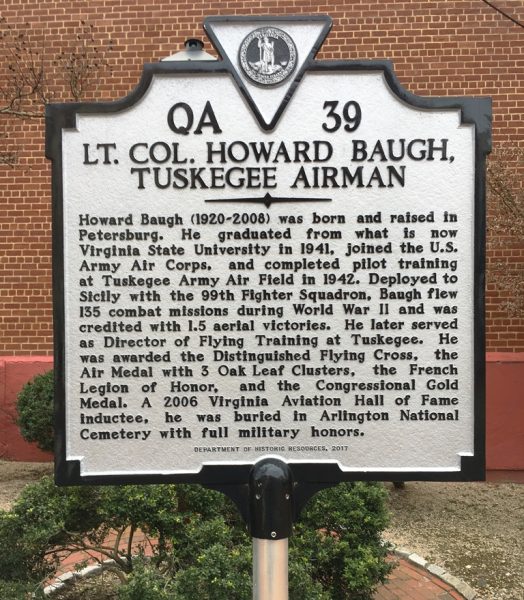 QA 39
LT. COL. HOWARD BAUGH,
TUSKEGEE AIRMAN
Howard Baugh (1920-2008) was born and raised in
Petersburg. He graduated from what is now
Virginia State University in 1941, joined the U.S.
Army Air Corps, and completed pilot training
at Tuskegee Army Air Field in 1942. Deployed to
Sicily with the 99th Fighter Squadron, Baugh flew
135 combat missions during World War II and was
credited with 1.5 aerial victories. He later served
as Director of Flying Training at Tuskegee. He
was awarded the Distinguished Flying Cross, the
Air Medal with 3 Oak Leaf Clusters, the French
Legion of Honor, and the Congressional Gold
Medal. A 2006 Virginia Aviation Hall of Fame
inductee, he was buried in Arlington National
Cemetery with full military honors.
DEPARTMENT OF HISTORIC RESOURCES, 2017